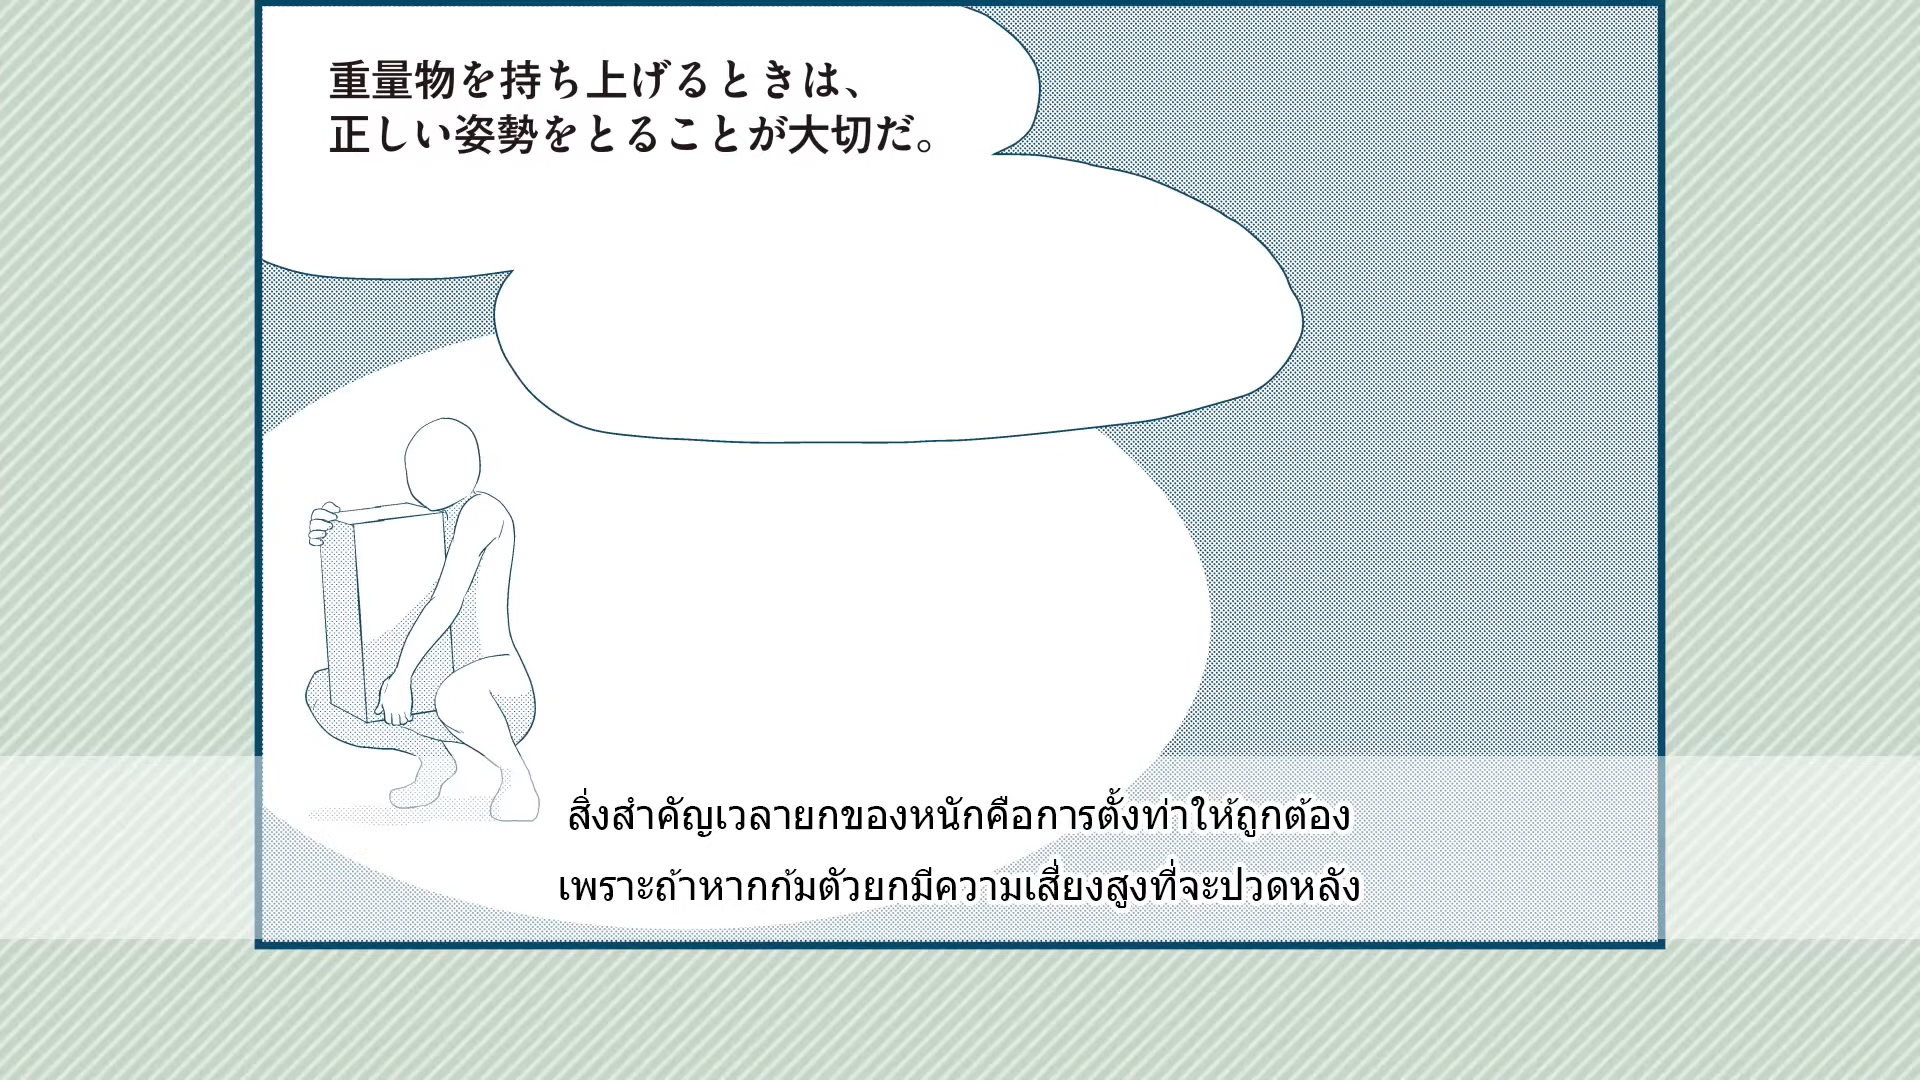 重量物を持ち上げるときは、
正しい姿勢をとることが大切だ。
สิ่งสำคัญเวลายกของหนักคือการตั้งท่าให้ถูกต้อง
เพราะถ้าหากก้มตัวยกมีความเสี่ยงสูงที่จะปวดหลัง